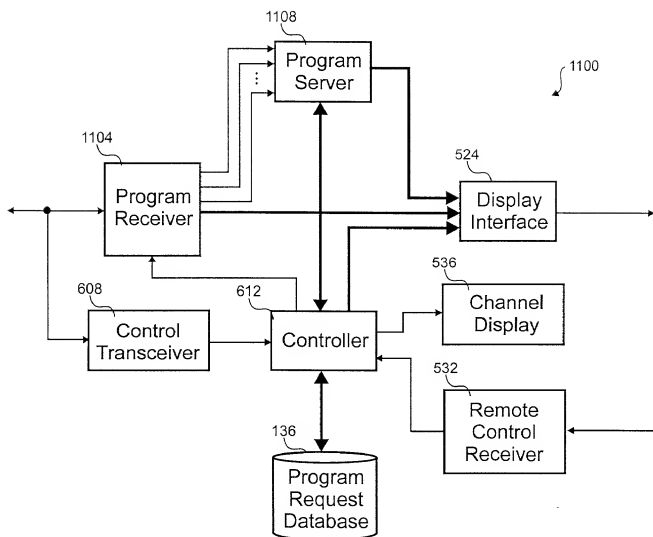 1108
Program
Server
1100
1104
Program
Receiver
524
Display
Interface
536
Channel
Display
608
Control
Transceiver
612
Controller
532
Remote
Control
Receiver
136
Program
Request
Database